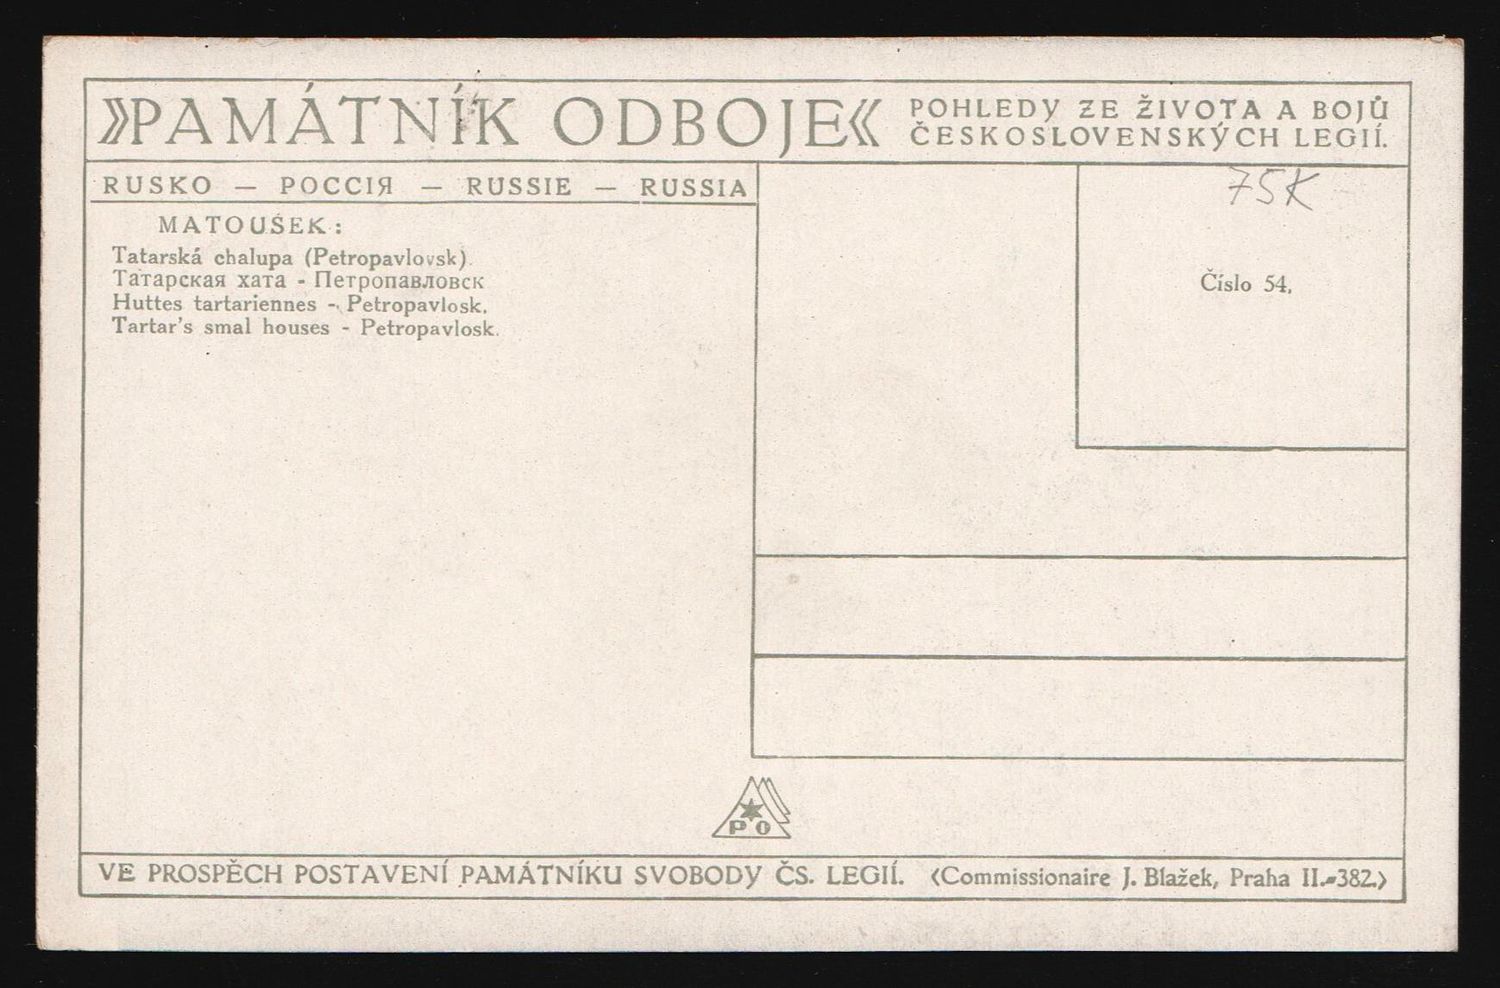 »PAMÁTNÍK ODBOJE«
POHLEDY ZE ŽIVOTA A BOJŮ
ČESKOSLOVENSKÝCH LEGIÍ.
RUSKO — РОССІЯ — RUSSIE — RUSSIA
MATOUŠEK:
Tatarská chalupa (Petropavlovsk).
Татарская хата - Петропавловск
Huttes tartariennes - Petropavlosk.
Tartar's smal houses - Petropavlosk.
75K
Číslo 54.
PO
VE PROSPĚCH POSTAVENÍ PAMÁTNÍKU SVOBODY ČS. LEGIÍ. (Commissionaire J. Blažek, Praha II.-382.)